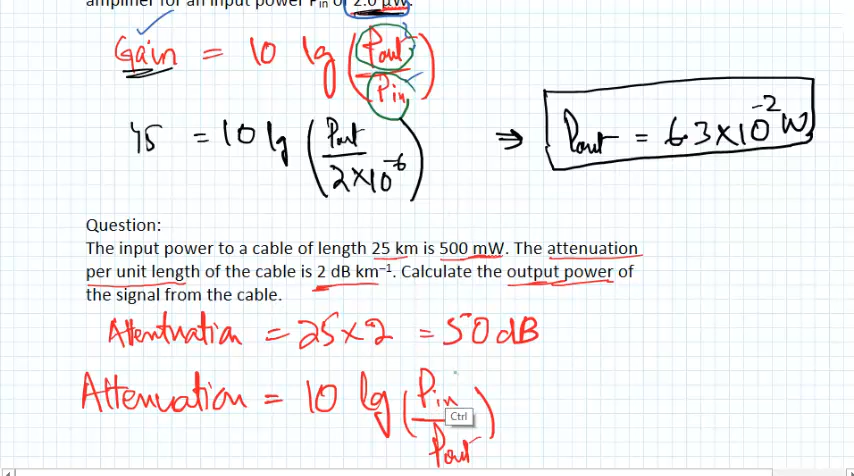 amplifier for an input power Pin of 2.0 μW.
Gain = 10 lg (Pout / Pin)
45 = 10 lg (Pout / 2×10⁻⁶) ⇒ Pout = 6.3×10⁻² W
Question:
The input power to a cable of length 25 km is 500 mW. The attenuation
per unit length of the cable is 2 dB km⁻¹. Calculate the output power of
the signal from the cable.
Attentuation = 25×2 = 50 dB
Attenuation = 10 lg (Pin / Pout)
Ctrl